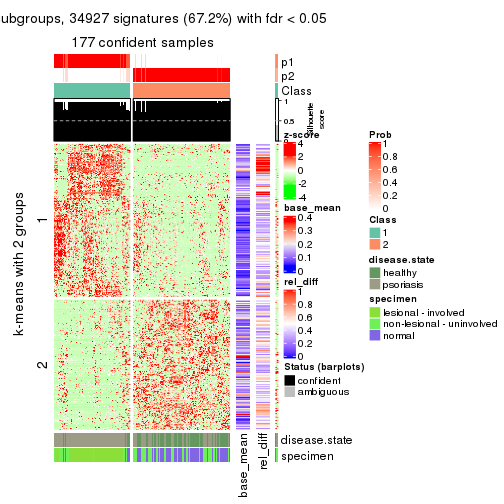 ubgroups, 34927 signatures (67.2%) with fdr < 0.05
177 confident samples
p1
p2
Class
1
0.5
0
Silhouette
score
k-means with 2 groups
1
2
z-score
4
2
0
-2
-4
base_mean
0.4
0.3
0.2
0.1
0
rel_diff
1
0.8
0.6
0.4
0.2
0
Status (barplots)
confident
ambiguous
Prob
1
0.8
0.6
0.4
0.2
0
Class
1
2
disease.state
healthy
psoriasis
specimen
lesional - involved
non-lesional - uninvolved
normal
disease.state
specimen
base_mean
rel_diff